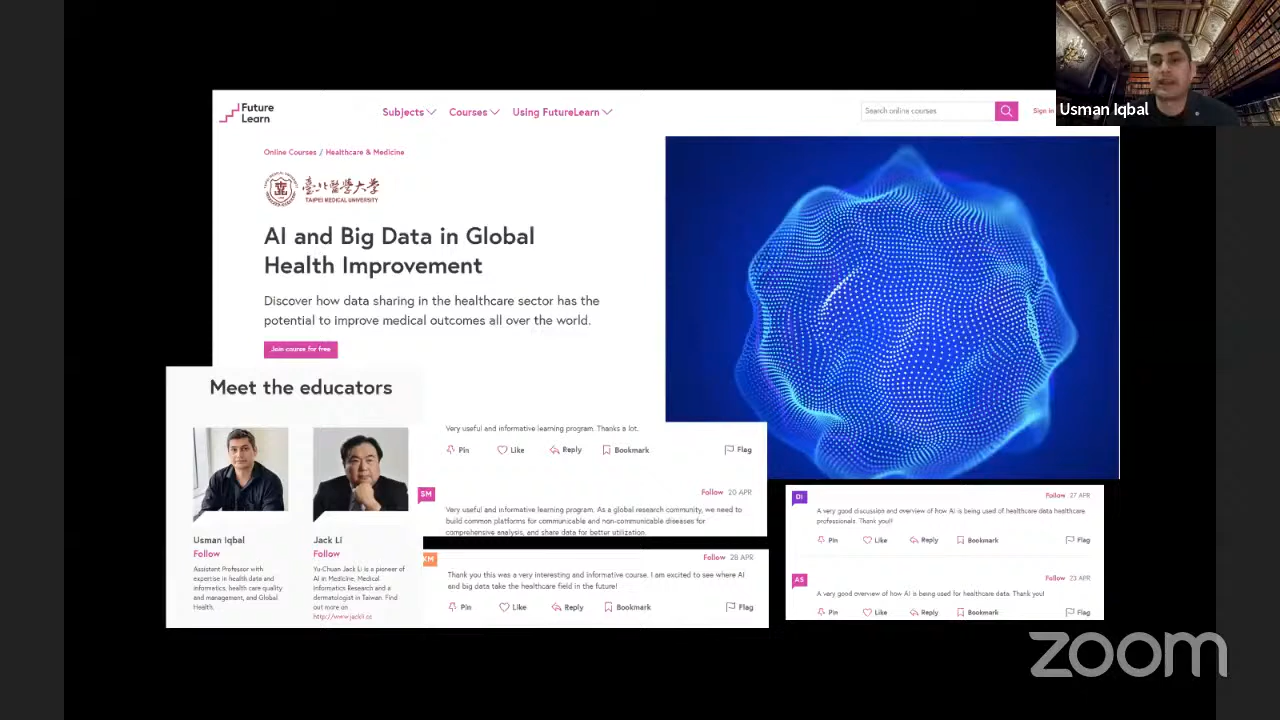 Usman Iqbal
Future
Learn
Subjects
Courses
Using FutureLearn
Search online courses
Sign in
Online Courses / Healthcare & Medicine
臺北醫學大學
TAIPEI MEDICAL UNIVERSITY
AI and Big Data in Global
Health Improvement
Discover how data sharing in the healthcare sector has the
potential to improve medical outcomes all over the world.
Join course for free
Meet the educators
Usman Iqbal
Follow
Assistant Professor with
expertise in health data and
informatics, health care quality
and management, and Global
Health.
Jack Li
Follow
Yu-Chuan Jack Li is a pioneer of
AI in Medicine, Medical
Informatics Research and a
dermatologist in Taiwan. Find
out more on
http://www.jackli.cc
Very useful and informative learning program. Thanks a lot.
Pin Like Reply Bookmark Flag
SM
Follow 20 APR
Very useful and informative learning program. As a global research community, we need to
build common platforms for communicable and non-communicable diseases for
comprehensive analysis, and share data for better utilization.
KM
Follow 28 APR
Thank you this was a very interesting and informative course. I am excited to see where AI
and big data take the healthcare field in the future!
Pin Like Reply Bookmark Flag
DI
Follow 27 APR
A very good discussion and overview of how AI is being used of healthcare data healthcare
professionals. Thank you!!
Pin Like Reply Bookmark Flag
AS
Follow 23 APR
A very good overview of how AI is being used for healthcare data. Thank you!
Pin Like Reply Bookmark Flag
zoom